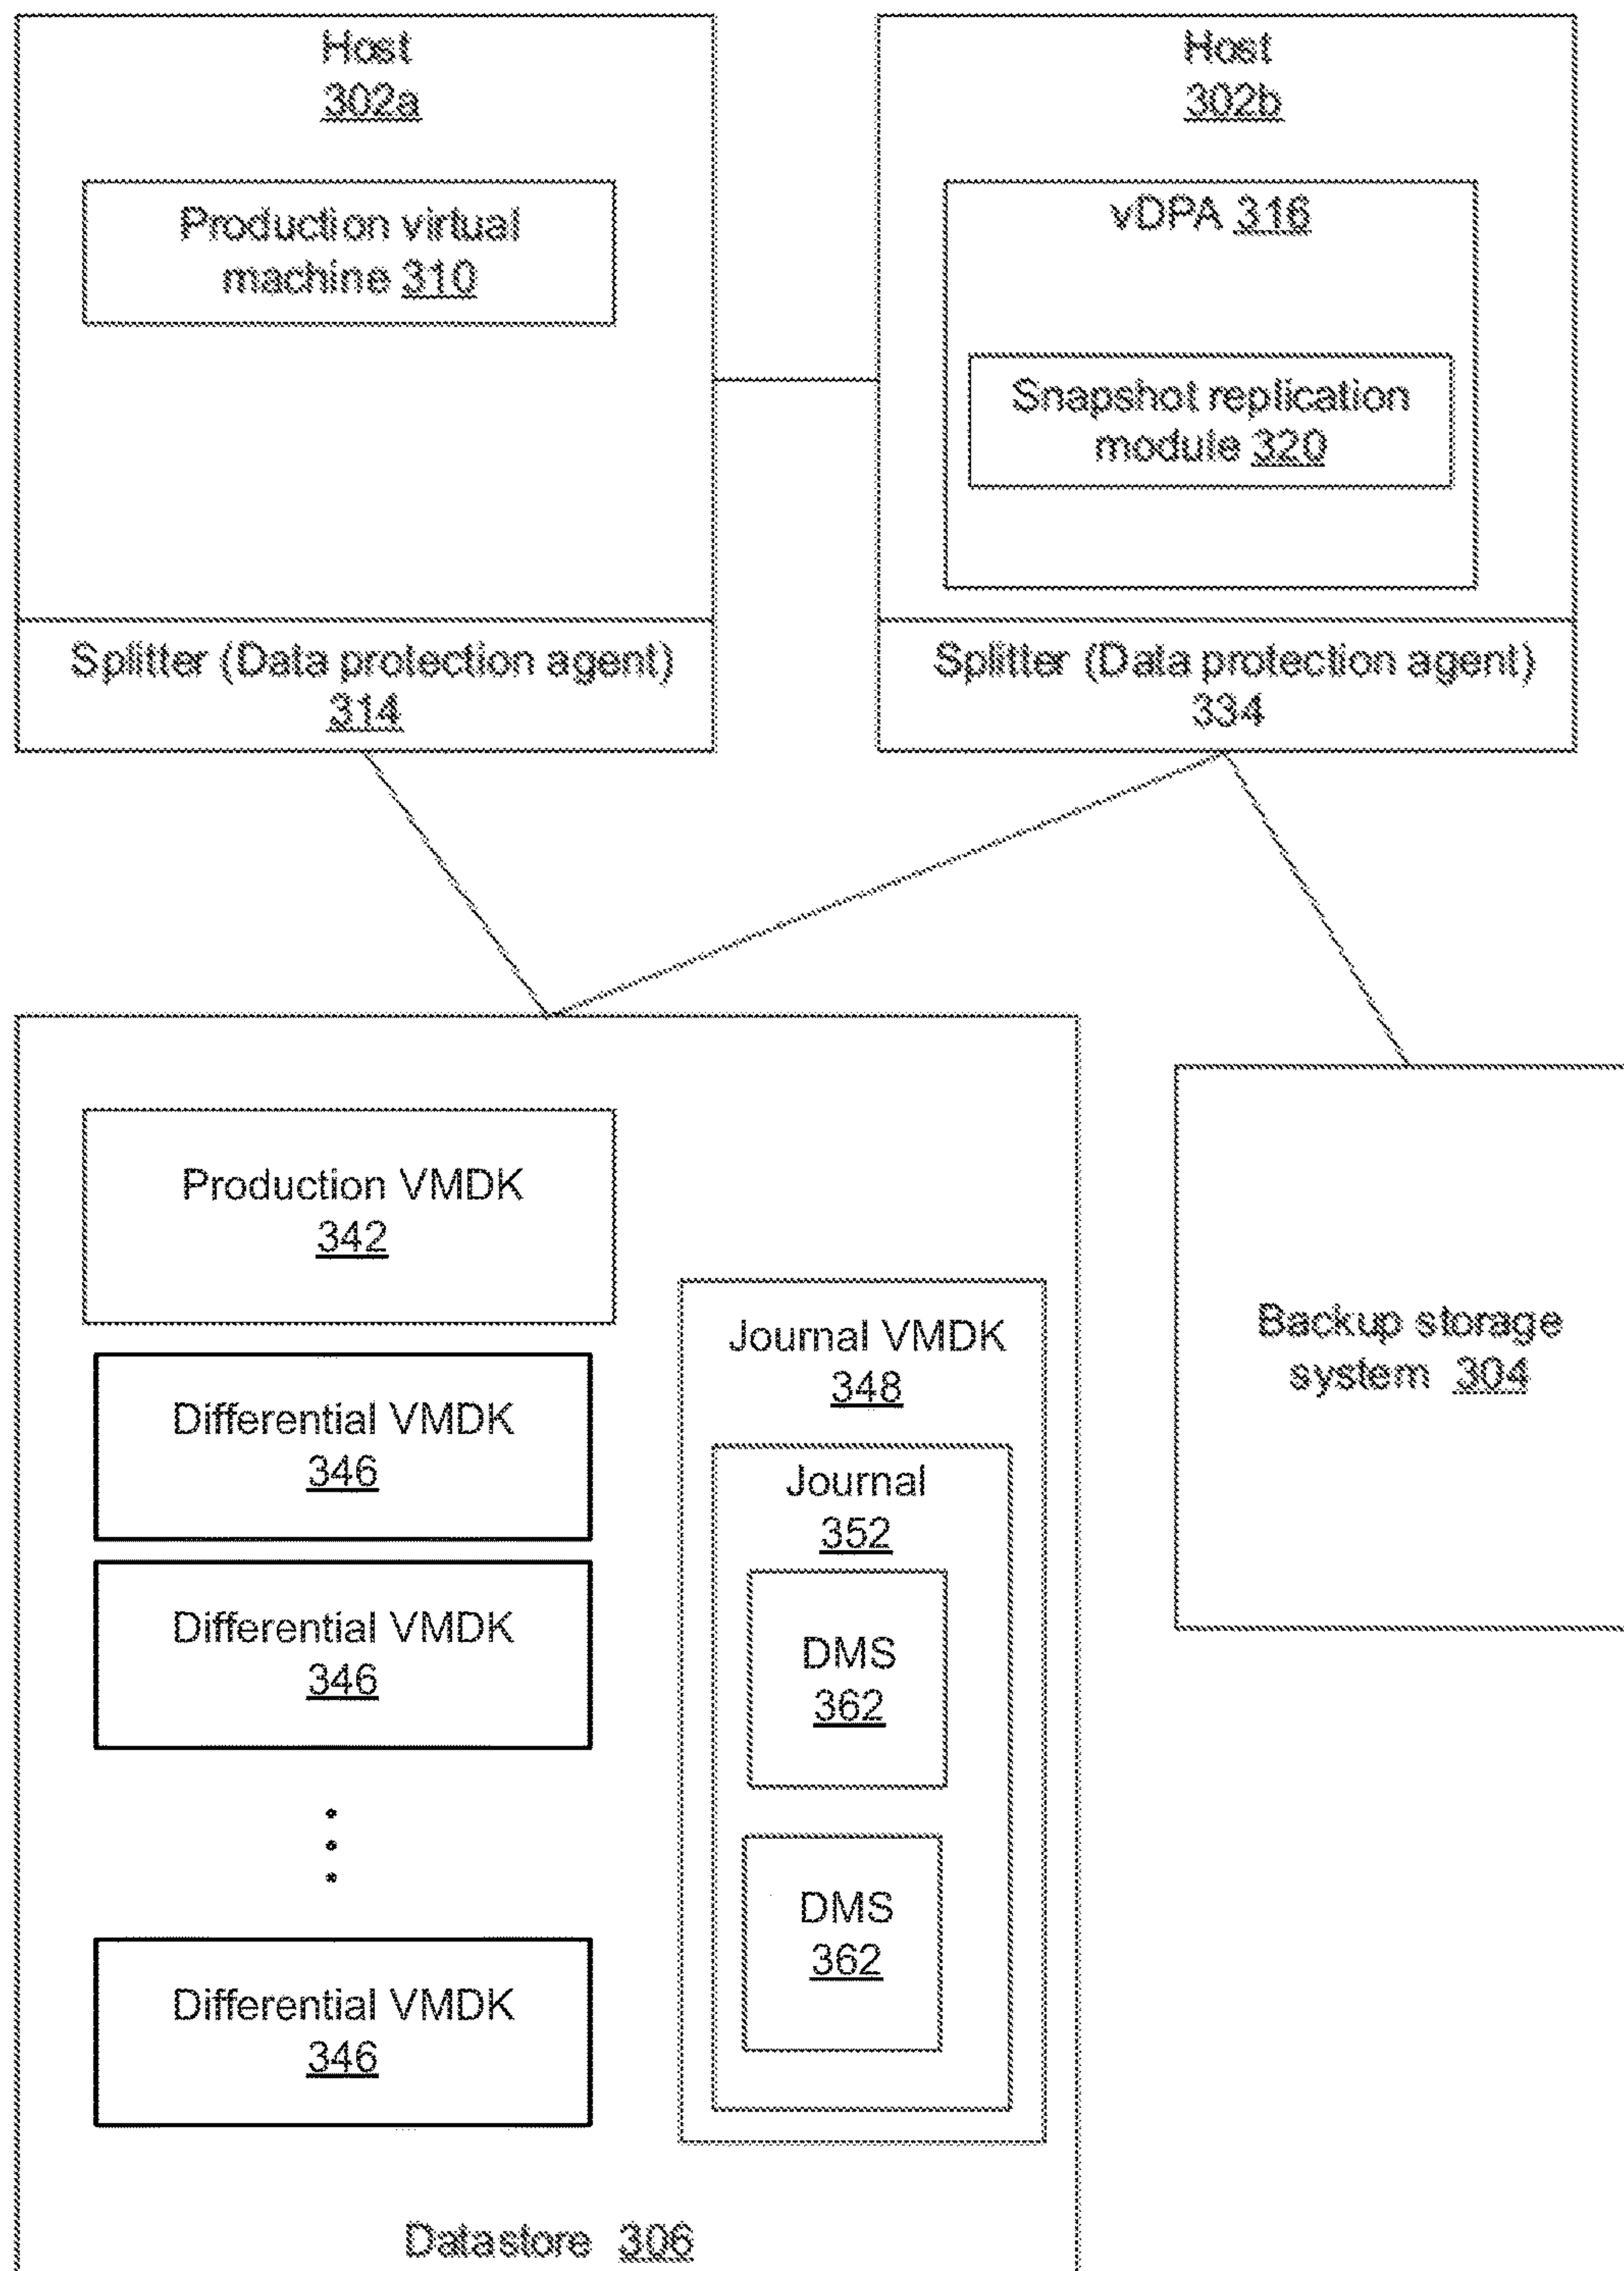 Host
302a
Production virtual
machine 310
Splitter (Data protection agent)
314
Host
302b
vDPA 316
Snapshot replication
module 320
Splitter (Data protection agent)
334
Production VMDK
342
Differential VMDK
346
Differential VMDK
346
Differential VMDK
346
Journal VMDK
348
Journal
352
DMS
362
DMS
362
Datastore 306
Backup storage
system 304